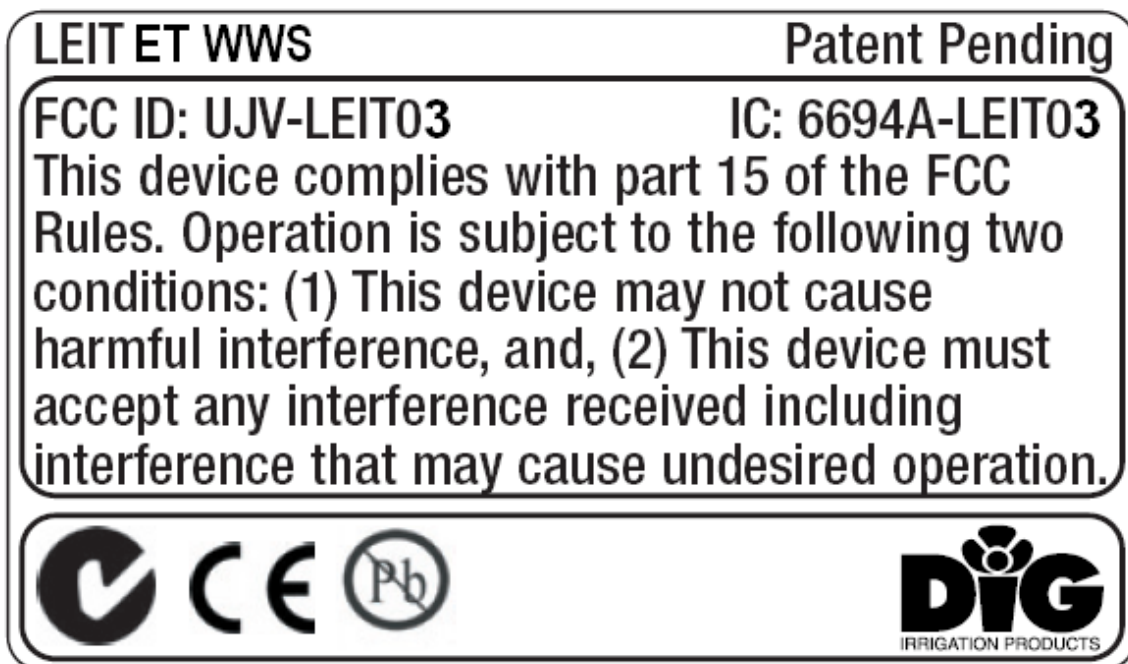 LEIT ET WWS Patent Pending
FCC ID: UJV-LEIT03 IC: 6694A-LEIT03
This device complies with part 15 of the FCC
Rules. Operation is subject to the following two
conditions: (1) This device may not cause
harmful interference, and, (2) This device must
accept any interference received including
interference that may cause undesired operation.
CE Pb DIG
IRRIGATION PRODUCTS